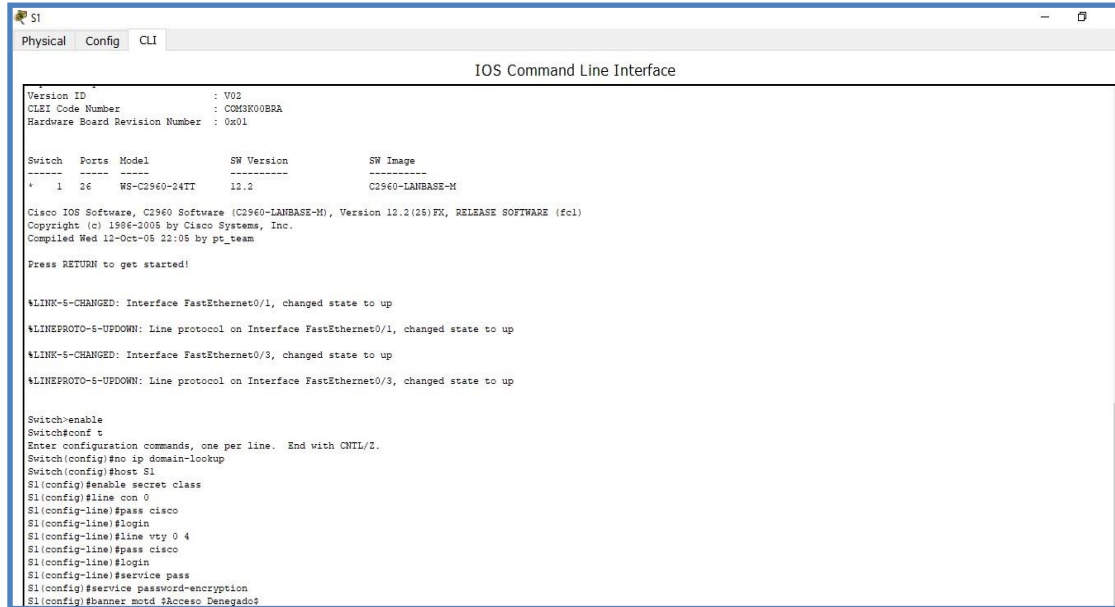 S1
Physical Config CLI
IOS Command Line Interface
Version ID : V02
CLEI Code Number : COM3K00BRA
Hardware Board Revision Number : 0x01
Switch Ports Model SW Version SW Image
------ ----- ----- ---------- ----------
* 1 26 WS-C2960-24TT 12.2 C2960-LANBASE-M
Cisco IOS Software, C2960 Software (C2960-LANBASE-M), Version 12.2(25)FX, RELEASE SOFTWARE (fc1)
Copyright (c) 1986-2005 by Cisco Systems, Inc.
Compiled Wed 12-Oct-05 22:05 by pt_team
Press RETURN to get started!
%LINK-5-CHANGED: Interface FastEthernet0/1, changed state to up
%LINEPROTO-5-UPDOWN: Line protocol on Interface FastEthernet0/1, changed state to up
%LINK-5-CHANGED: Interface FastEthernet0/3, changed state to up
%LINEPROTO-5-UPDOWN: Line protocol on Interface FastEthernet0/3, changed state to up
Switch>enable
Switch#conf t
Enter configuration commands, one per line. End with CNTL/Z.
Switch(config)#no ip domain-lookup
Switch(config)#host S1
S1(config)#enable secret class
S1(config)#line con 0
S1(config-line)#pass cisco
S1(config-line)#login
S1(config-line)#line vty 0 4
S1(config-line)#pass cisco
S1(config-line)#login
S1(config-line)#service pass
S1(config)#service password-encryption
S1(config)#banner motd $Acceso Denegado$